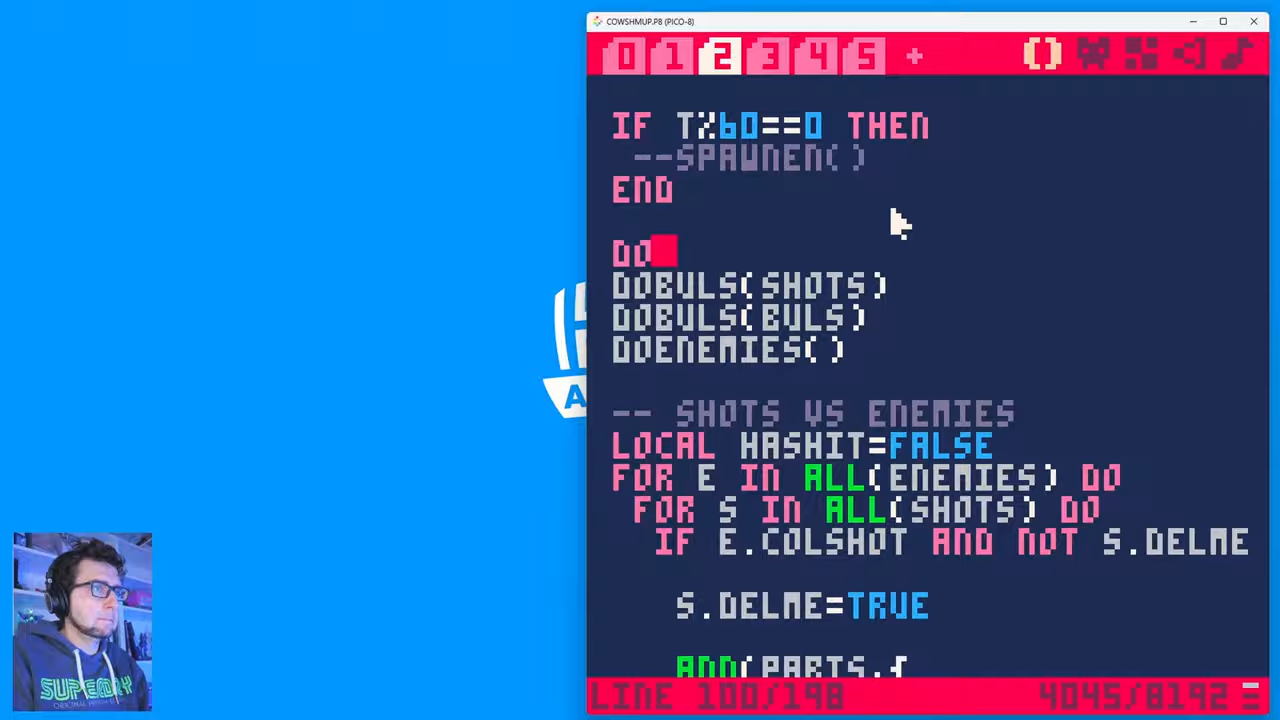 COWSHMUP.P8 (PICO-8)
0 1 2 3 4 5 +
IF T%60==0 THEN
--SPAWNEN()
END
DO
DOBULS(SHOTS)
DOBULS(BULS)
DOENEMIES()
-- SHOTS VS ENEMIES
LOCAL HASHIT=FALSE
FOR E IN ALL(ENEMIES) DO
FOR S IN ALL(SHOTS) DO
IF E.COLSHOT AND NOT S.DELME
S.DELME=TRUE
ADD(PARTS,{
LINE 100/198
4045/8192
A